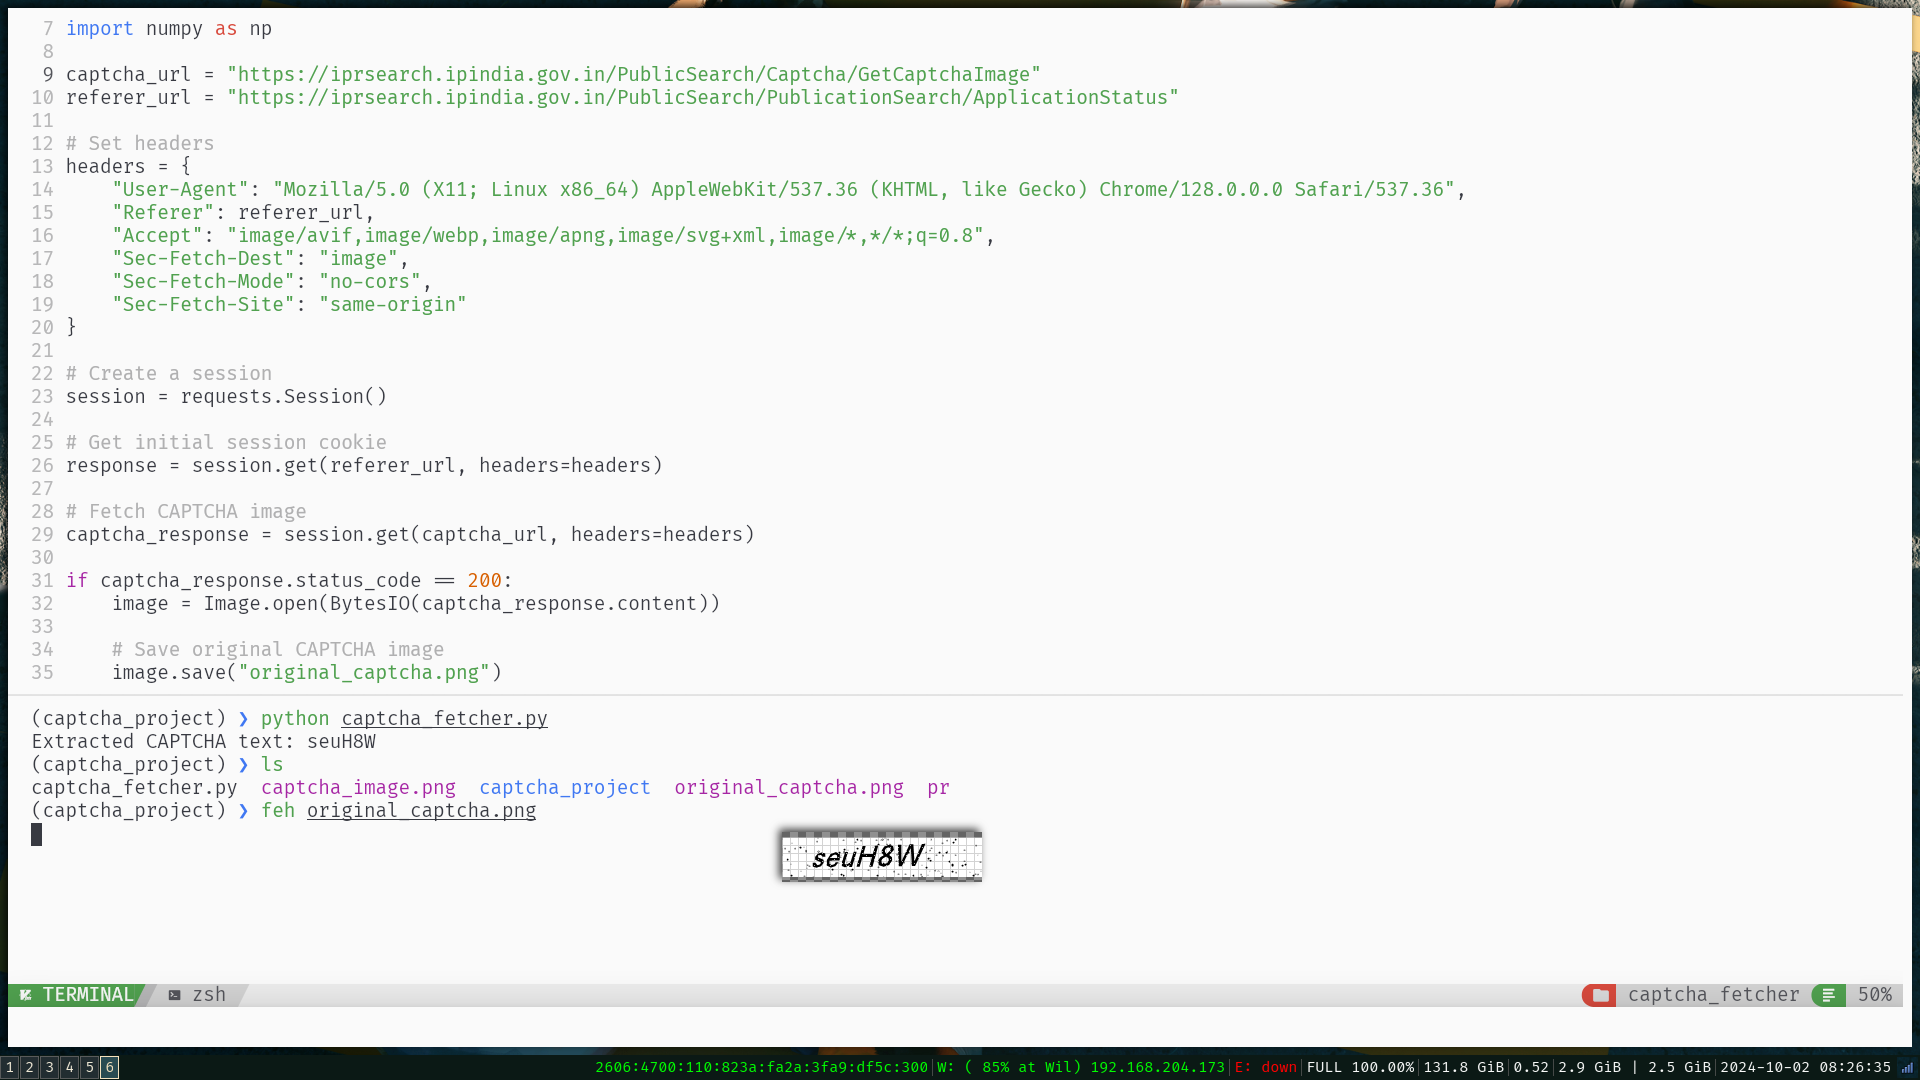 7 import numpy as np
8
9 captcha_url = "https://iprsearch.ipindia.gov.in/PublicSearch/Captcha/GetCaptchaImage"
10 referer_url = "https://iprsearch.ipindia.gov.in/PublicSearch/PublicationSearch/ApplicationStatus"
11
12 # Set headers
13 headers = {
14     "User-Agent": "Mozilla/5.0 (X11; Linux x86_64) AppleWebKit/537.36 (KHTML, like Gecko) Chrome/128.0.0.0 Safari/537.36",
15     "Referer": referer_url,
16     "Accept": "image/avif,image/webp,image/apng,image/svg+xml,image/*,*/*;q=0.8",
17     "Sec-Fetch-Dest": "image",
18     "Sec-Fetch-Mode": "no-cors",
19     "Sec-Fetch-Site": "same-origin"
20 }
21
22 # Create a session
23 session = requests.Session()
24
25 # Get initial session cookie
26 response = session.get(referer_url, headers=headers)
27
28 # Fetch CAPTCHA image
29 captcha_response = session.get(captcha_url, headers=headers)
30
31 if captcha_response.status_code == 200:
32     image = Image.open(BytesIO(captcha_response.content))
33
34     # Save original CAPTCHA image
35     image.save("original_captcha.png")
(captcha_project) ❯ python captcha_fetcher.py
Extracted CAPTCHA text: seuH8W
(captcha_project) ❯ ls
captcha_fetcher.py  captcha_image.png  captcha_project  original_captcha.png  pr
(captcha_project) ❯ feh original_captcha.png
seuH8W
TERMINAL zsh captcha_fetcher 50%
1 2 3 4 5 6 2606:4700:110:823a:fa2a:3fa9:df5c:300|W: ( 85% at Wil) 192.168.204.173|E: down|FULL 100.00%|131.8 GiB|0.52|2.9 GiB | 2.5 GiB|2024-10-02 08:26:35